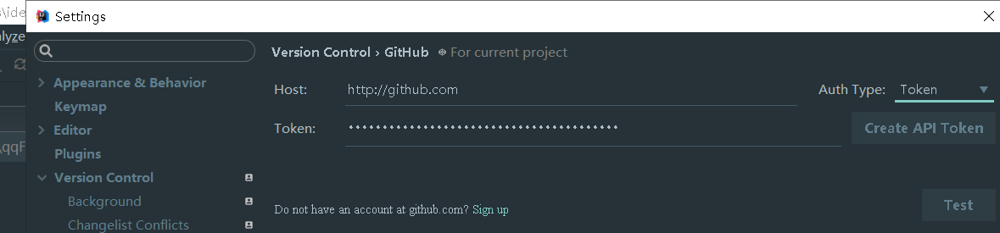 s\ide
Settings
alyze
Version Control › GitHub For current project
Appearance & Behavior
Host: http://github.com Auth Type: Token
Keymap
Token: ••••••••••••••••••••••••••••••••••••••••
Create API Token
Editor
\qqF
Plugins
Version Control
Background
Do not have an account at github.com? Sign up
Test
Changelist Conflicts